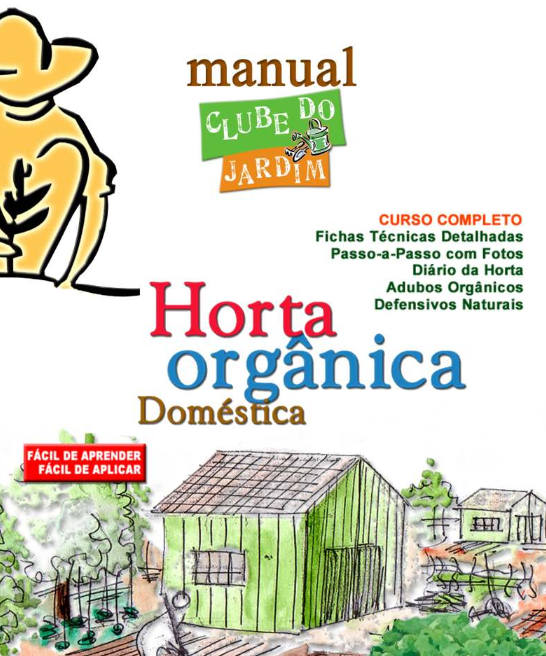 manual
CLUBE DO
JARDIM
CURSO COMPLETO
Fichas Técnicas Detalhadas
Passo-a-Passo com Fotos
Diário da Horta
Adubos Orgânicos
Defensivos Naturais
Horta
orgânica
Doméstica
FÁCIL DE APRENDER
FÁCIL DE APLICAR